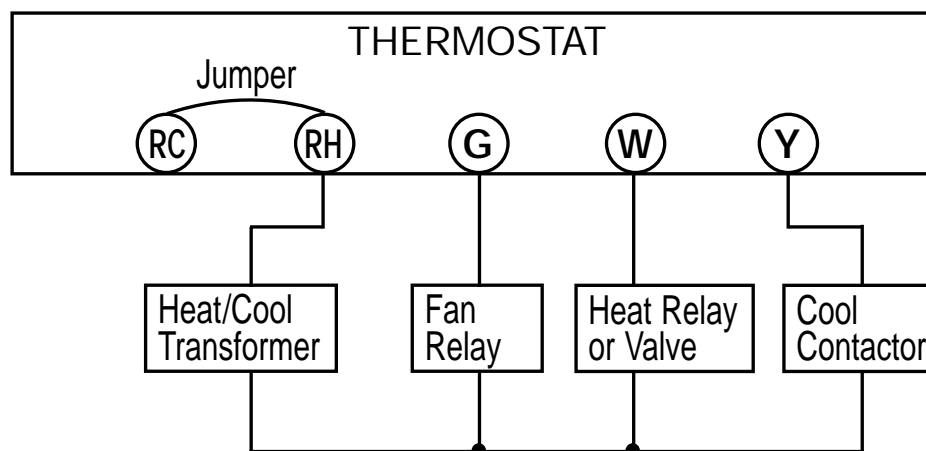 THERMOSTAT
Jumper
RC RH G W Y
Heat/Cool
Transformer
Fan
Relay
Heat Relay
or Valve
Cool
Contactor